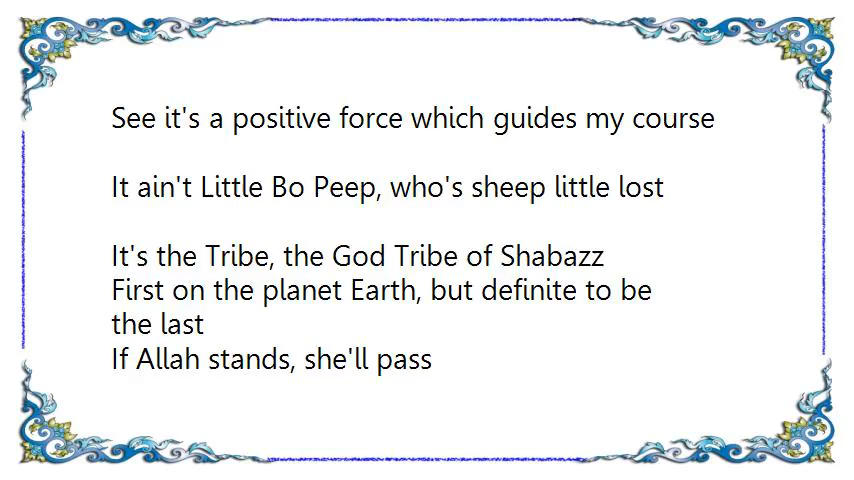 See it's a positive force which guides my course
It ain't Little Bo Peep, who's sheep little lost
It's the Tribe, the God Tribe of Shabazz
First on the planet Earth, but definite to be
the last
If Allah stands, she'll pass